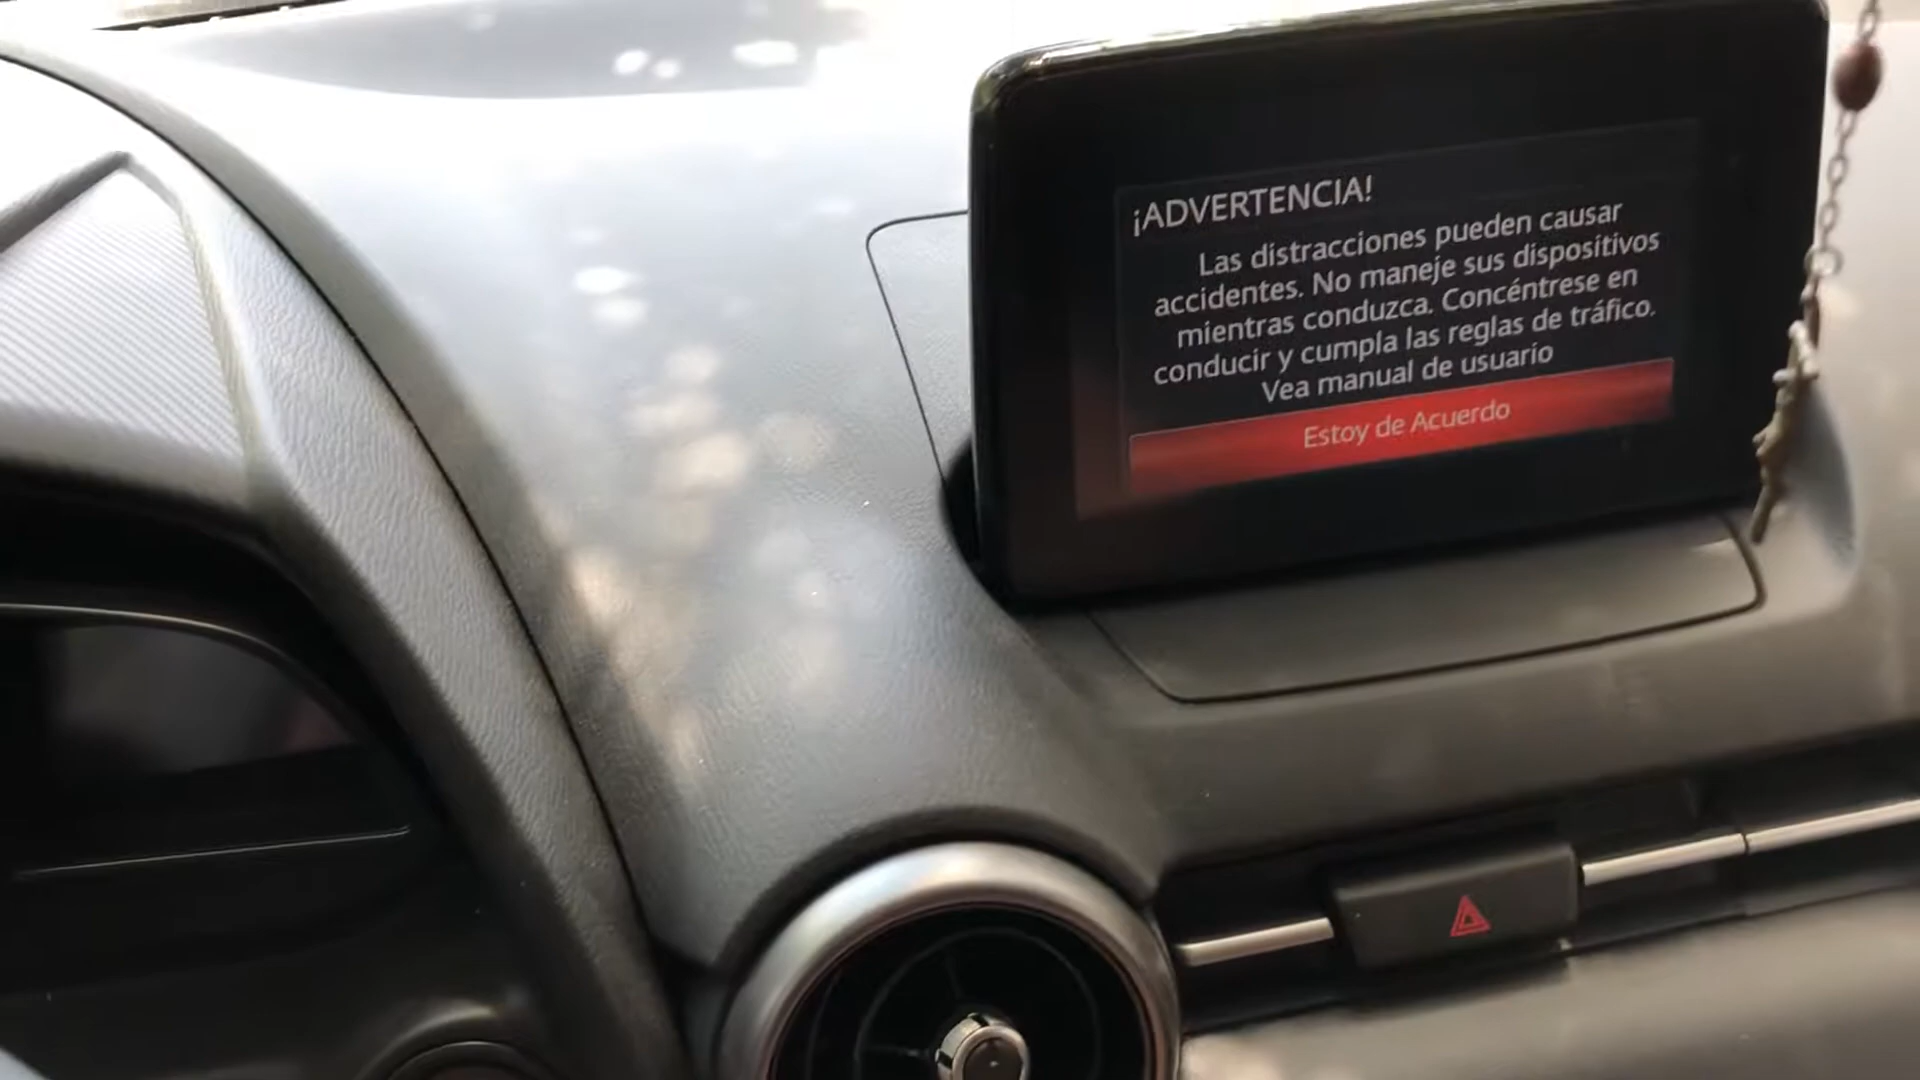 ¡ADVERTENCIA!
Las distracciones pueden causar
accidentes. No maneje sus dispositivos
mientras conduzca. Concéntrese en
conducir y cumpla las reglas de tráfico.
Vea manual de usuario
Estoy de Acuerdo